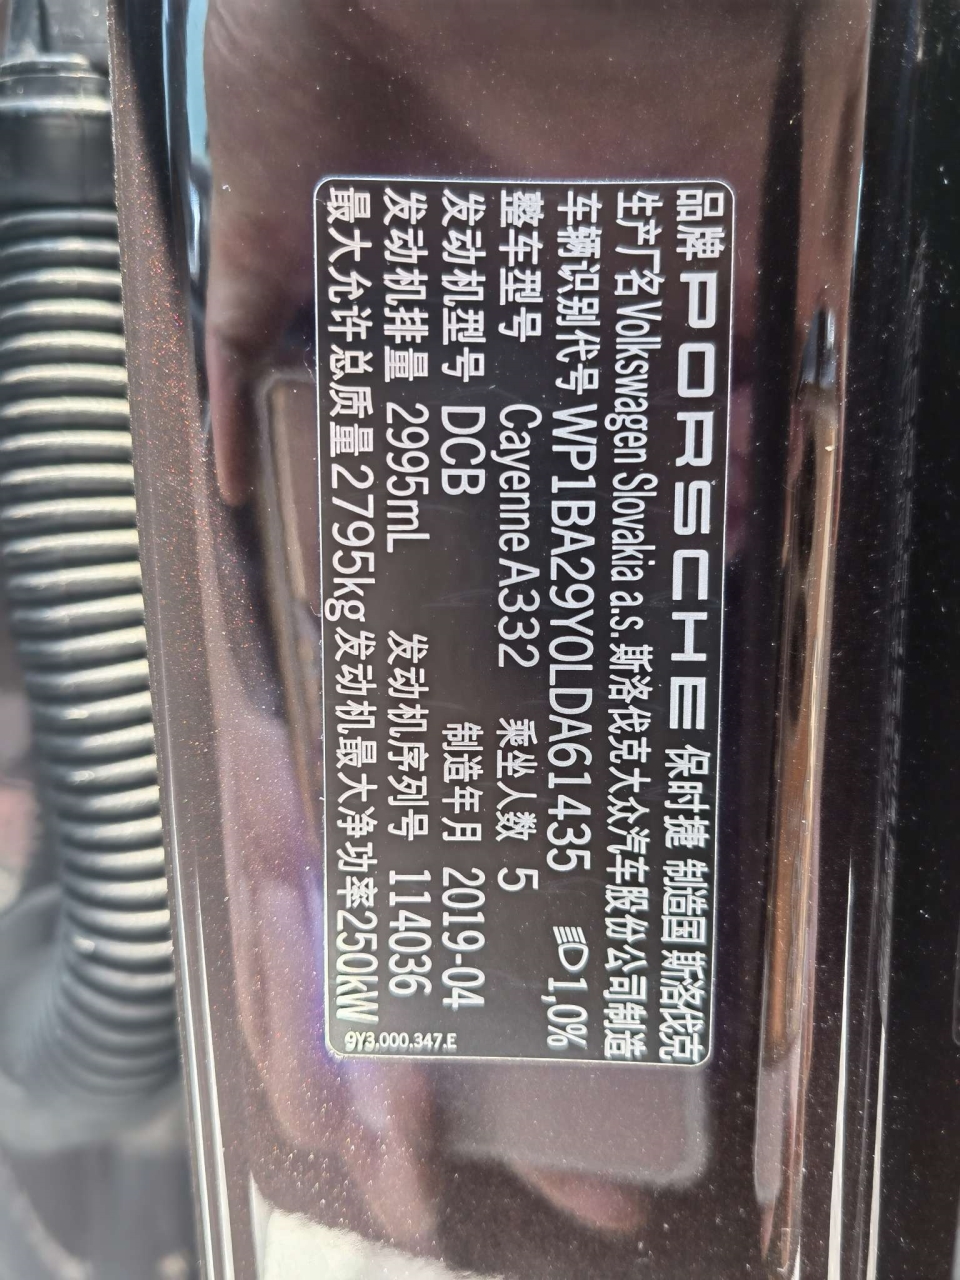 品牌 PORSCHE 保时捷 制造国 斯洛伐克
生产厂名 Volkswagen Slovakia a.s.斯洛伐克大众汽车股份公司制造
车辆识别代号 WP1BA29Y0LDA61435 1,0%
整车型号 Cayenne A332 乘坐人数 5
发动机型号 DCB 制造年月 2019-04
发动机排量 2995mL 发动机序列号 114036
最大允许总质量 2795kg 发动机最大净功率250kW
9Y3.000.347.E